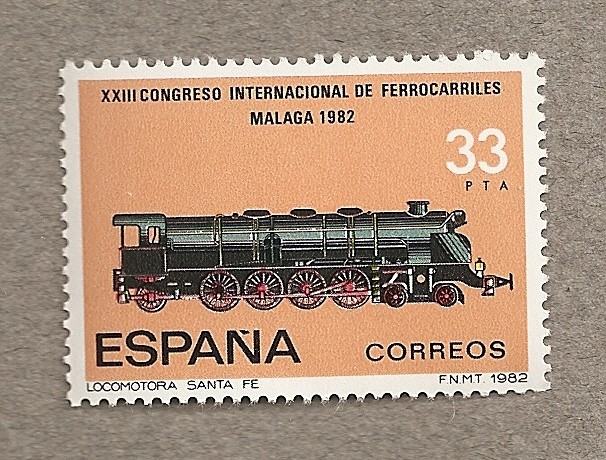 XXIII CONGRESO INTERNACIONAL DE FERROCARRILES
MALAGA 1982
33
PTA
ESPAÑA
CORREOS
LOCOMOTORA SANTA FE
F.N.M.T. 1982